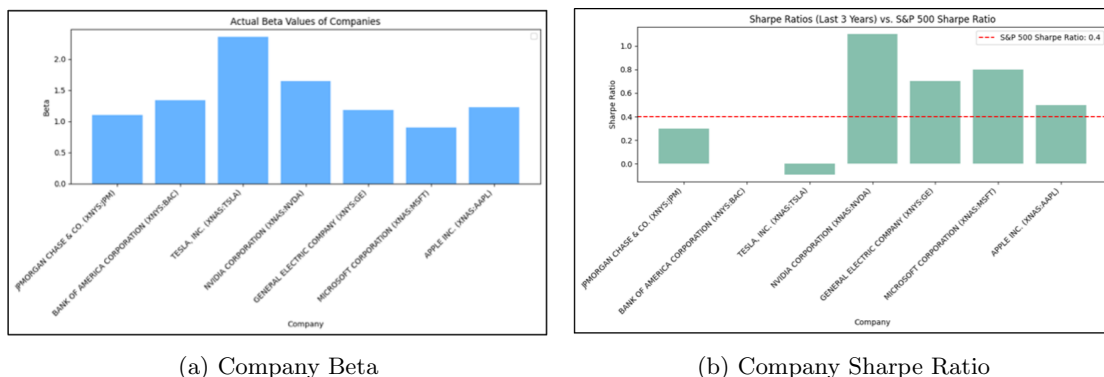 Actual Beta Values of Companies
Beta
2.0
1.5
1.0
0.5
0.0
JPMORGAN CHASE & CO. (XNYS:JPM)
BANK OF AMERICA CORPORATION (XNYS:BAC)
TESLA, INC. (XNAS:TSLA)
NVIDIA CORPORATION (XNAS:NVDA)
GENERAL ELECTRIC COMPANY (XNYS:GE)
MICROSOFT CORPORATION (XNAS:MSFT)
APPLE INC. (XNAS:AAPL)
Company
(a) Company Beta
Sharpe Ratios (Last 3 Years) vs. S&P 500 Sharpe Ratio
S&P 500 Sharpe Ratio: 0.4
Sharpe Ratio
1.0
0.8
0.6
0.4
0.2
0.0
JPMORGAN CHASE & CO. (XNYS:JPM)
BANK OF AMERICA CORPORATION (XNYS:BAC)
TESLA, INC. (XNAS:TSLA)
NVIDIA CORPORATION (XNAS:NVDA)
GENERAL ELECTRIC COMPANY (XNYS:GE)
MICROSOFT CORPORATION (XNAS:MSFT)
APPLE INC. (XNAS:AAPL)
Company
(b) Company Sharpe Ratio